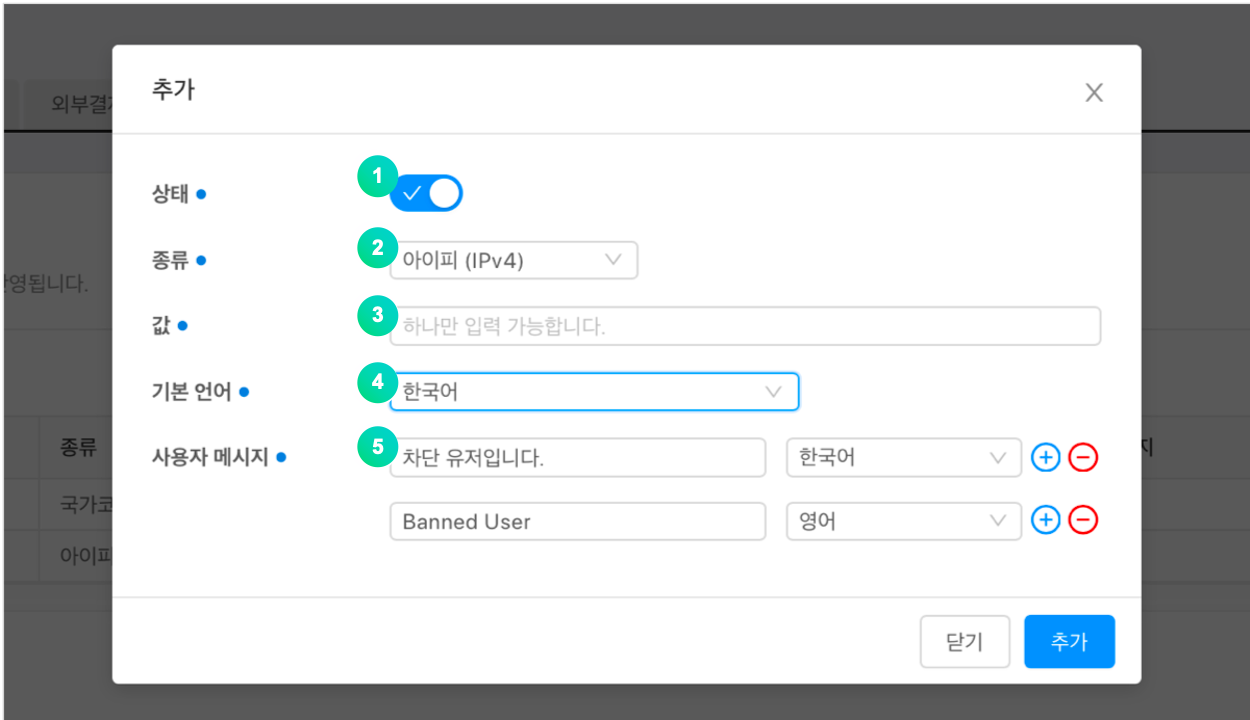 추가
외부결
상태
1
종류
2
아이피 (IPv4)
영됩니다.
값
3
하나만 입력 가능합니다.
기본 언어
4
한국어
종류
사용자 메시지
5
차단 유저입니다.
한국어
지
국가코
Banned User
영어
아이피
닫기
추가